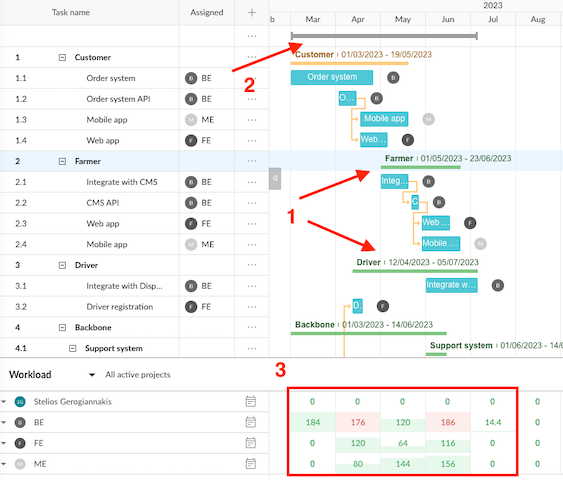 2023
Task name Assigned + b Mar Apr May Jun Jul Aug
...
1 Customer ... Customer 01/03/2023 - 19/05/2023
2
1.1 Order system B BE ... Order system B
1.2 Order system API B BE ... O... B
1.3 Mobile app M ME ... Mobile app M
1.4 Web app F FE ... Web... F
2 Farmer ... Farmer 01/05/2023 - 23/06/2023
2.1 Integrate with CMS B BE ... d Integ... B
2.2 CMS API B BE ... C... B
1
2.3 Web app F FE ... Web ... F
2.4 Mobile app M ME ... Mobile ... M
3 Driver ... Driver 12/04/2023 - 05/07/2023
3.1 Integrate with Disp... B BE ... Integrate w... B
3.2 Driver registration F FE ... D... F
4 Backbone ... Backbone 01/03/2023 - 14/06/2023
4.1 Support system ... Support system 01/06/2023 - 14/0
3
Workload All active projects
SG Stelios Gerogiannakis 0 0 0 0 0 0
B BE 184 176 120 186 14.4 0
F FE 0 120 64 116 0 0
M ME 0 80 144 156 0 0